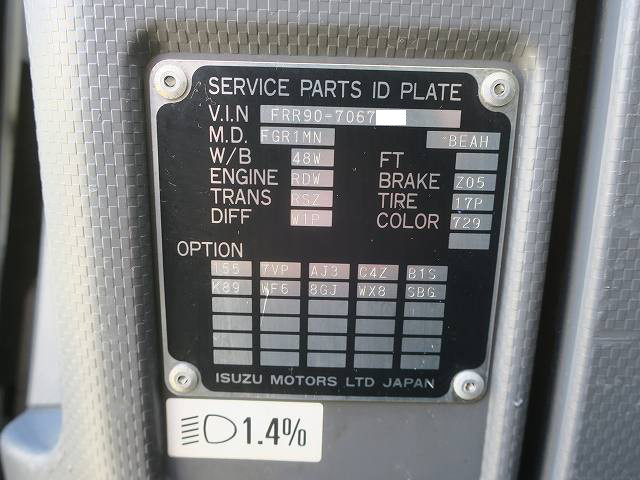 SERVICE PARTS ID PLATE
V.I.N FRR90-7067
M.D. FGR1MN BEAH
W/B 48W FT
ENGINE RDW BRAKE Z05
TRANS RSZ TIRE 17P
DIFF W1P COLOR 729
OPTION
155 7VP AJ3 C4Z B1S
K89 WF6 8GJ WX8 SBG
ISUZU MOTORS LTD JAPAN
1.4%